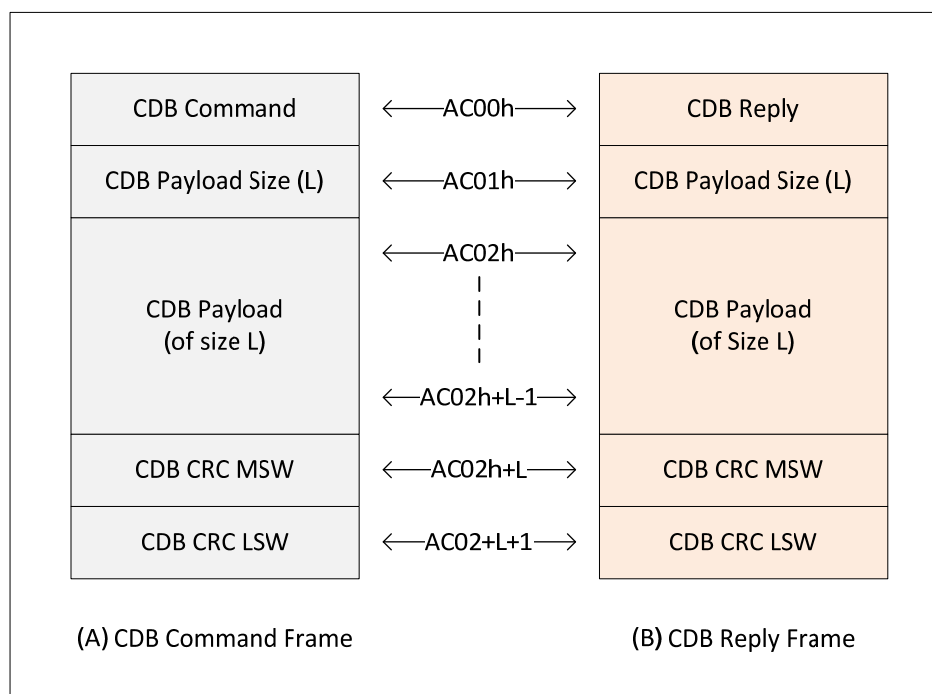 CDB Command
AC00h
CDB Reply
CDB Payload Size (L)
AC01h
CDB Payload Size (L)
AC02h
CDB Payload
(of size L)
CDB Payload
(of Size L)
AC02h+L-1
CDB CRC MSW
AC02h+L
CDB CRC MSW
CDB CRC LSW
AC02+L+1
CDB CRC LSW
(A) CDB Command Frame
(B) CDB Reply Frame